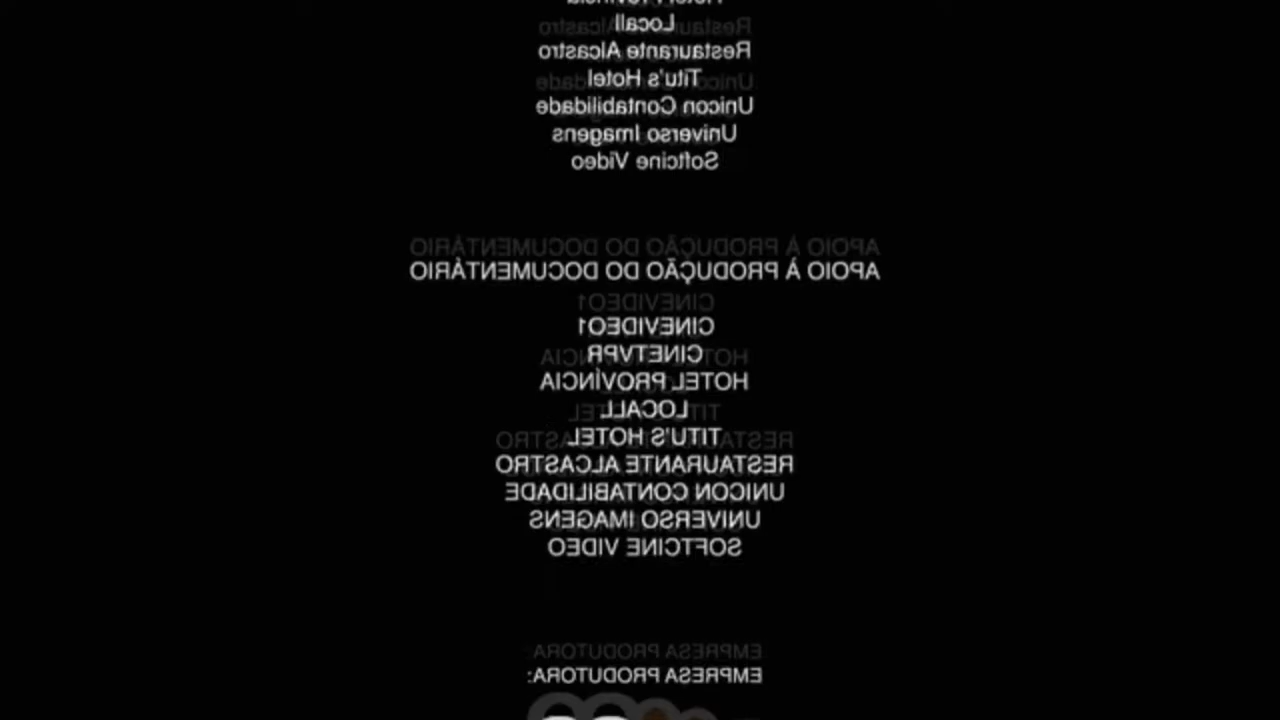 Locall
Restaurante Alcastro
Titu's Hotel
Unicon Contabilidade
Universo Imagens
Softcine Video
APOIO À PRODUÇÃO DO DOCUMENTÁRIO
CINEVIDEO1
CINETVPR
HOTEL PROVÍNCIA
LOCALL
TITU'S HOTEL
RESTAURANTE ALCASTRO
UNICON CONTABILIDADE
UNIVERSO IMAGENS
SOFTCINE VIDEO
EMPRESA PRODUTORA: